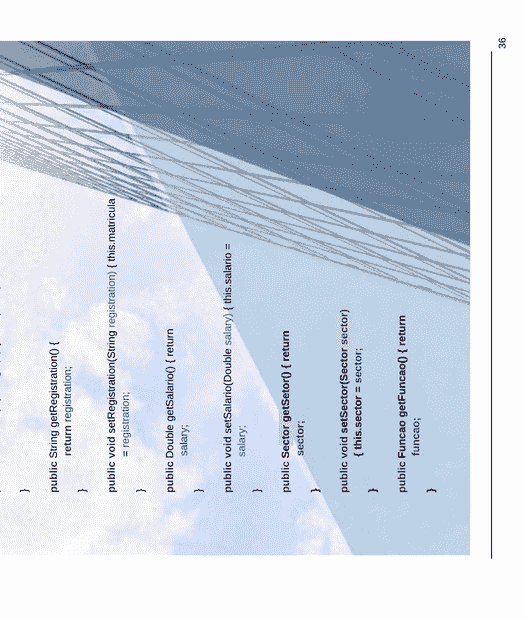 }
public String getRegistration() {
return registration;
}
public void setRegistration(String registration) { this.matricula
= registration;
}
public Double getSalario() { return
salary;
}
public void setSalario(Double salary) { this.salario =
salary;
}
public Sector getSetor() { return
sector;
}
public void setSector(Sector sector)
{ this.sector = sector;
}
public Funcao getFuncao() { return
funcao;
}
36